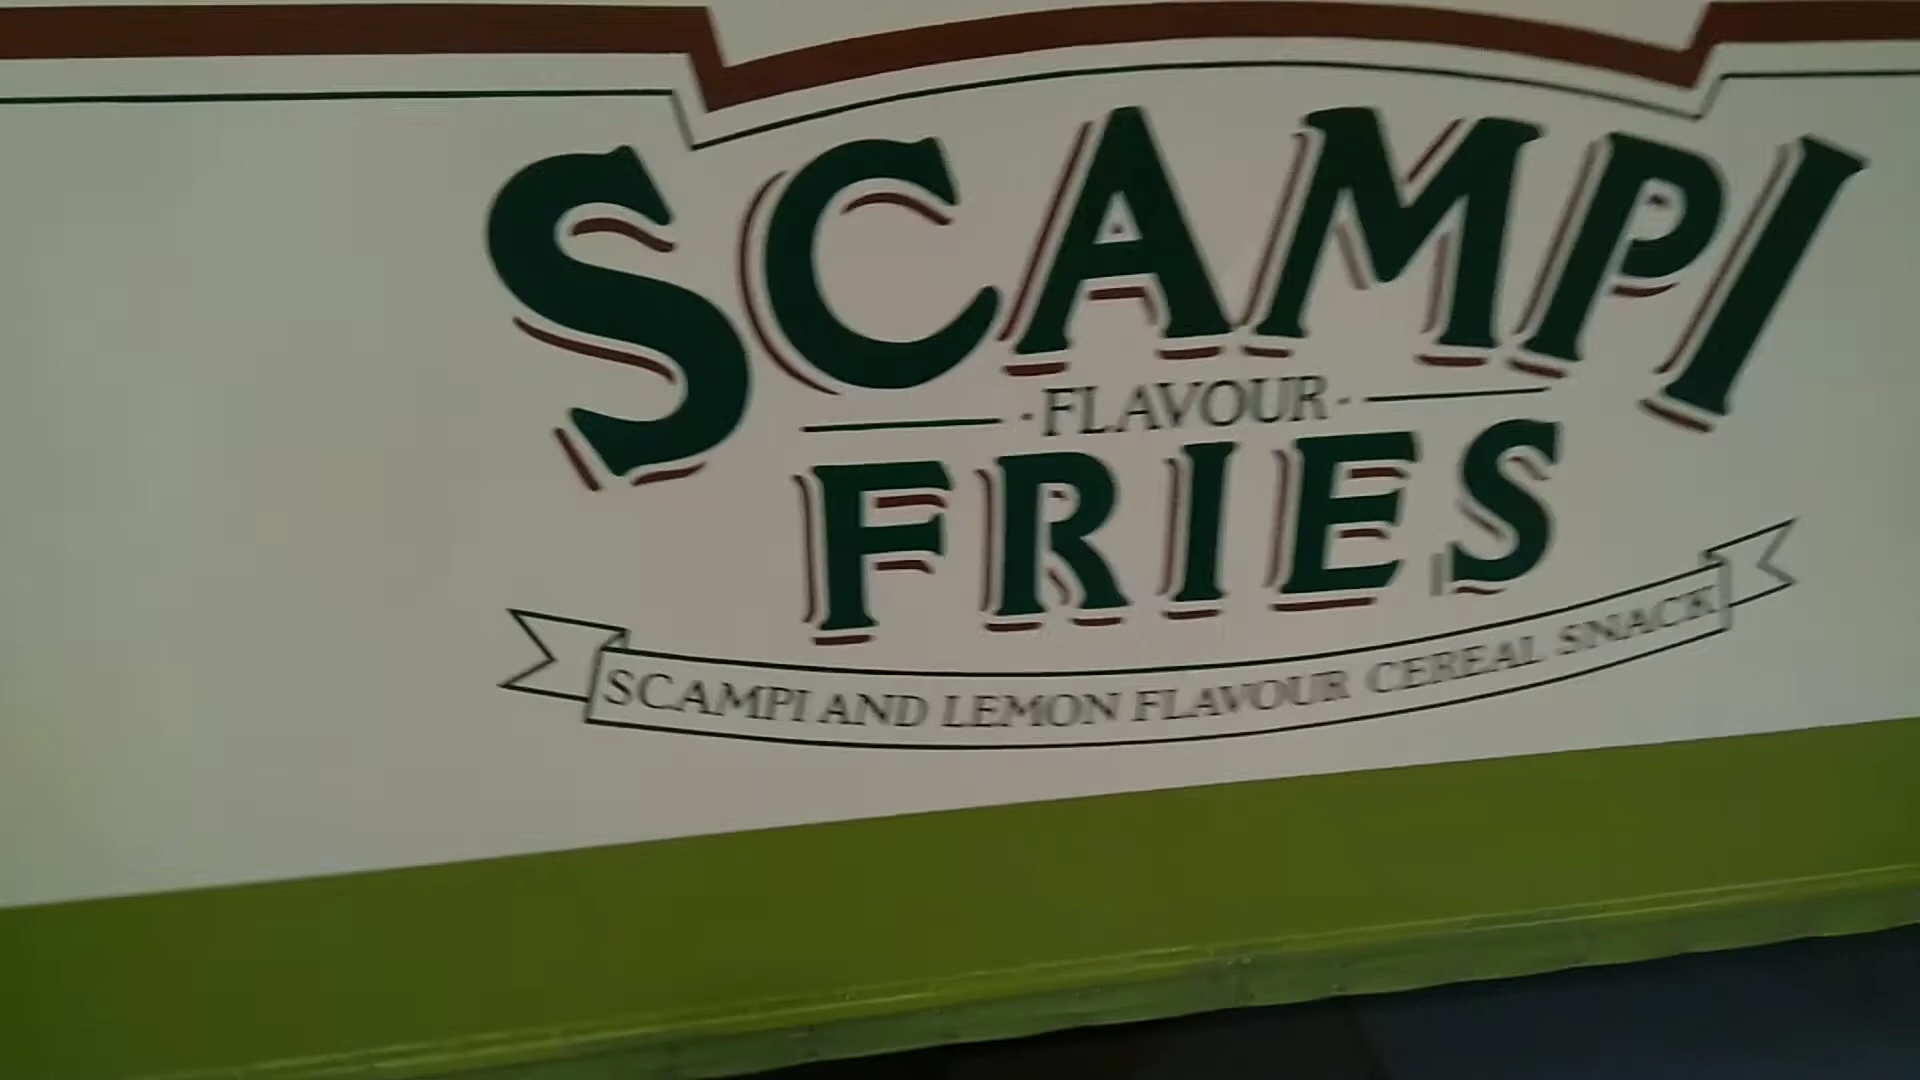 SCAMPI
·FLAVOUR·
FRIES
SCAMPI AND LEMON FLAVOUR CEREAL SNACK